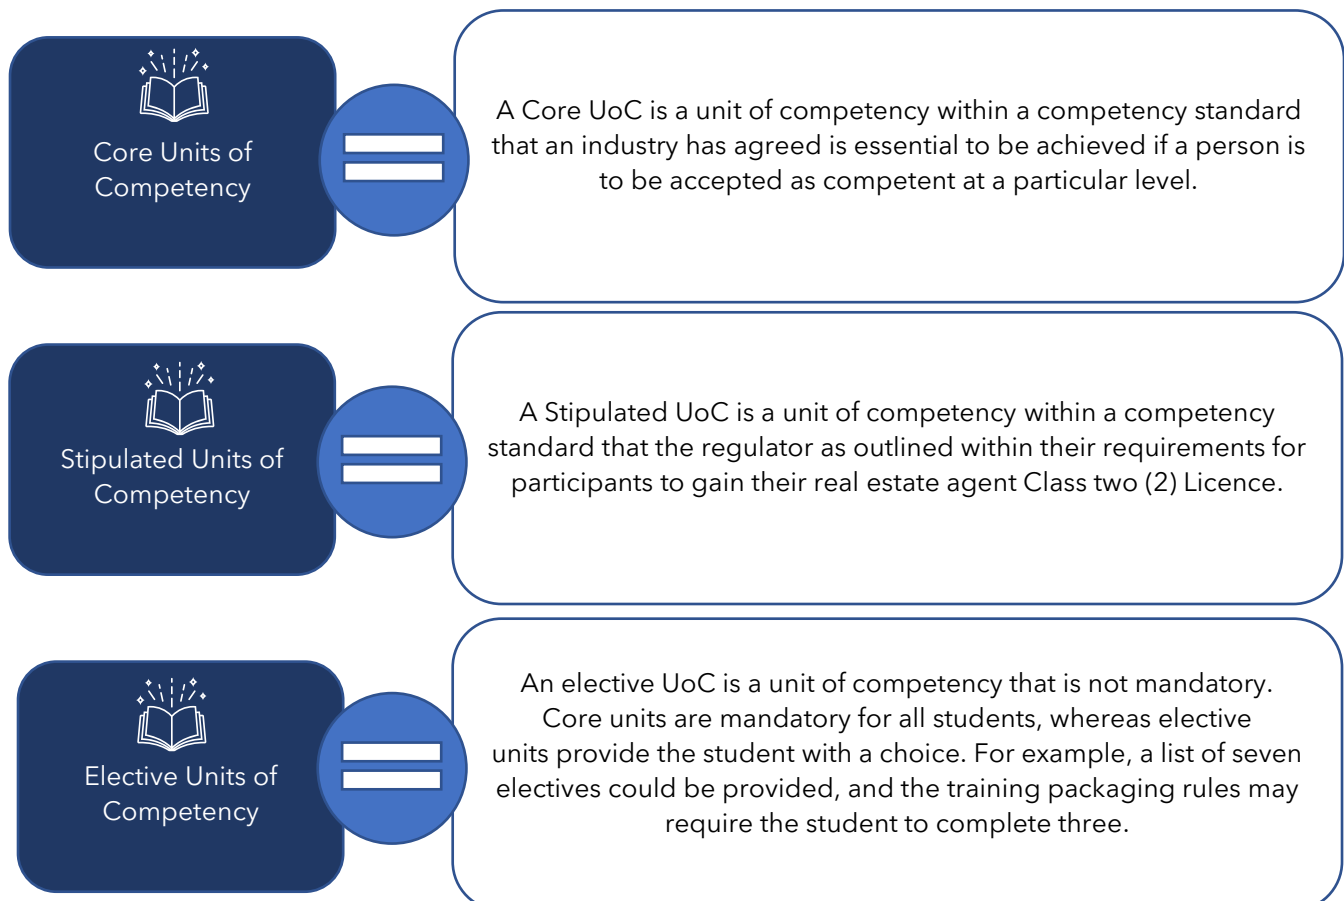 Core Units of
Competency
A Core UoC is a unit of competency within a competency standard
that an industry has agreed is essential to be achieved if a person is
to be accepted as competent at a particular level.
Stipulated Units of
Competency
A Stipulated UoC is a unit of competency within a competency
standard that the regulator as outlined within their requirements for
participants to gain their real estate agent Class two (2) Licence.
Elective Units of
Competency
An elective UoC is a unit of competency that is not mandatory.
Core units are mandatory for all students, whereas elective
units provide the student with a choice. For example, a list of seven
electives could be provided, and the training packaging rules may
require the student to complete three.